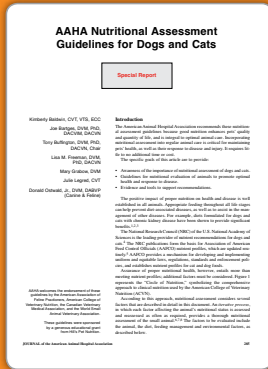 AAHA Nutritional Assessment
Guidelines for Dogs and Cats
Special Report
Kimberly Baldwin, CVT, VTS, ECC
Joe Bartges, DVM, PhD,
DACVIM, DACVN
Tony Buffington, DVM, PhD,
DACVN, Chair
Lisa M. Freeman, DVM,
PhD, DACVN
Mary Grabow, DVM
Julie Legred, CVT
Donald Ostwald, Jr., DVM, DABVP
(Canine & Feline)
AAHA welcomes the endorsement of these
guidelines by the American Association of
Feline Practitioners, American College of
Veterinary Nutrition, the Canadian Veterinary
Medical Association, and the World Small
Animal Veterinary Association.
These guidelines were sponsored
by a generous educational grant
from Hill's Pet Nutrition
Introduction
The American Animal Hospital Association recommends these nutrition-
al assessment guidelines because good nutrition enhances pets' quality
and quantity of life, and is integral to optimal animal care. Incorporating
nutritional assessment into regular animal care is critical for maintaining
pets' health, as well as their response to disease and injury. It requires lit-
tle to no additional time or cost.
The specific goals of this article are to provide:
• Awareness of the importance of nutritional assessment of dogs and cats.
• Guidelines for nutritional evaluation of animals to promote optimal
health and response to disease.
• Evidence and tools to support recommendations.
The positive impact of proper nutrition on health and disease is well
established in all animals. Appropriate feeding throughout all life stages
can help prevent diet-associated diseases, as well as to assist in the man-
agement of other diseases. For example, diets formulated for dogs and
cats with chronic kidney disease have been shown to provide significant
benefits.1,2,3
The National Research Council (NRC) of the U.S. National Academy of
Sciences is the leading provider of nutrient recommendations for dogs and
cats.4 The NRC publications form the basis for Association of American
Feed Control Officials (AAFCO) nutrient profiles, which are updated rou-
tinely.5 AAFCO provides a mechanism for developing and implementing
uniform and equitable laws, regulations, standards and enforcement poli-
cies, and establishes nutrient profiles for cat and dog foods.
Assurance of proper nutritional health, however, entails more than
meeting nutrient profiles; additional factors must be considered. Figure 1
represents the "Circle of Nutrition," symbolizing the comprehensive
approach to clinical nutrition used by the American College of Veterinary
Nutrition (ACVN).
According to this approach, nutritional assessment considers several
factors that are described in detail in this document. An iterative process,
in which each factor affecting the animal's nutritional status is assessed
and reassessed as often as required, provides a thorough nutritional
assessment of the small animal. The factors to be evaluated include
the animal, the diet, feeding management and environmental factors, as
described below.
JOURNAL of the American Animal Hospital Association
285